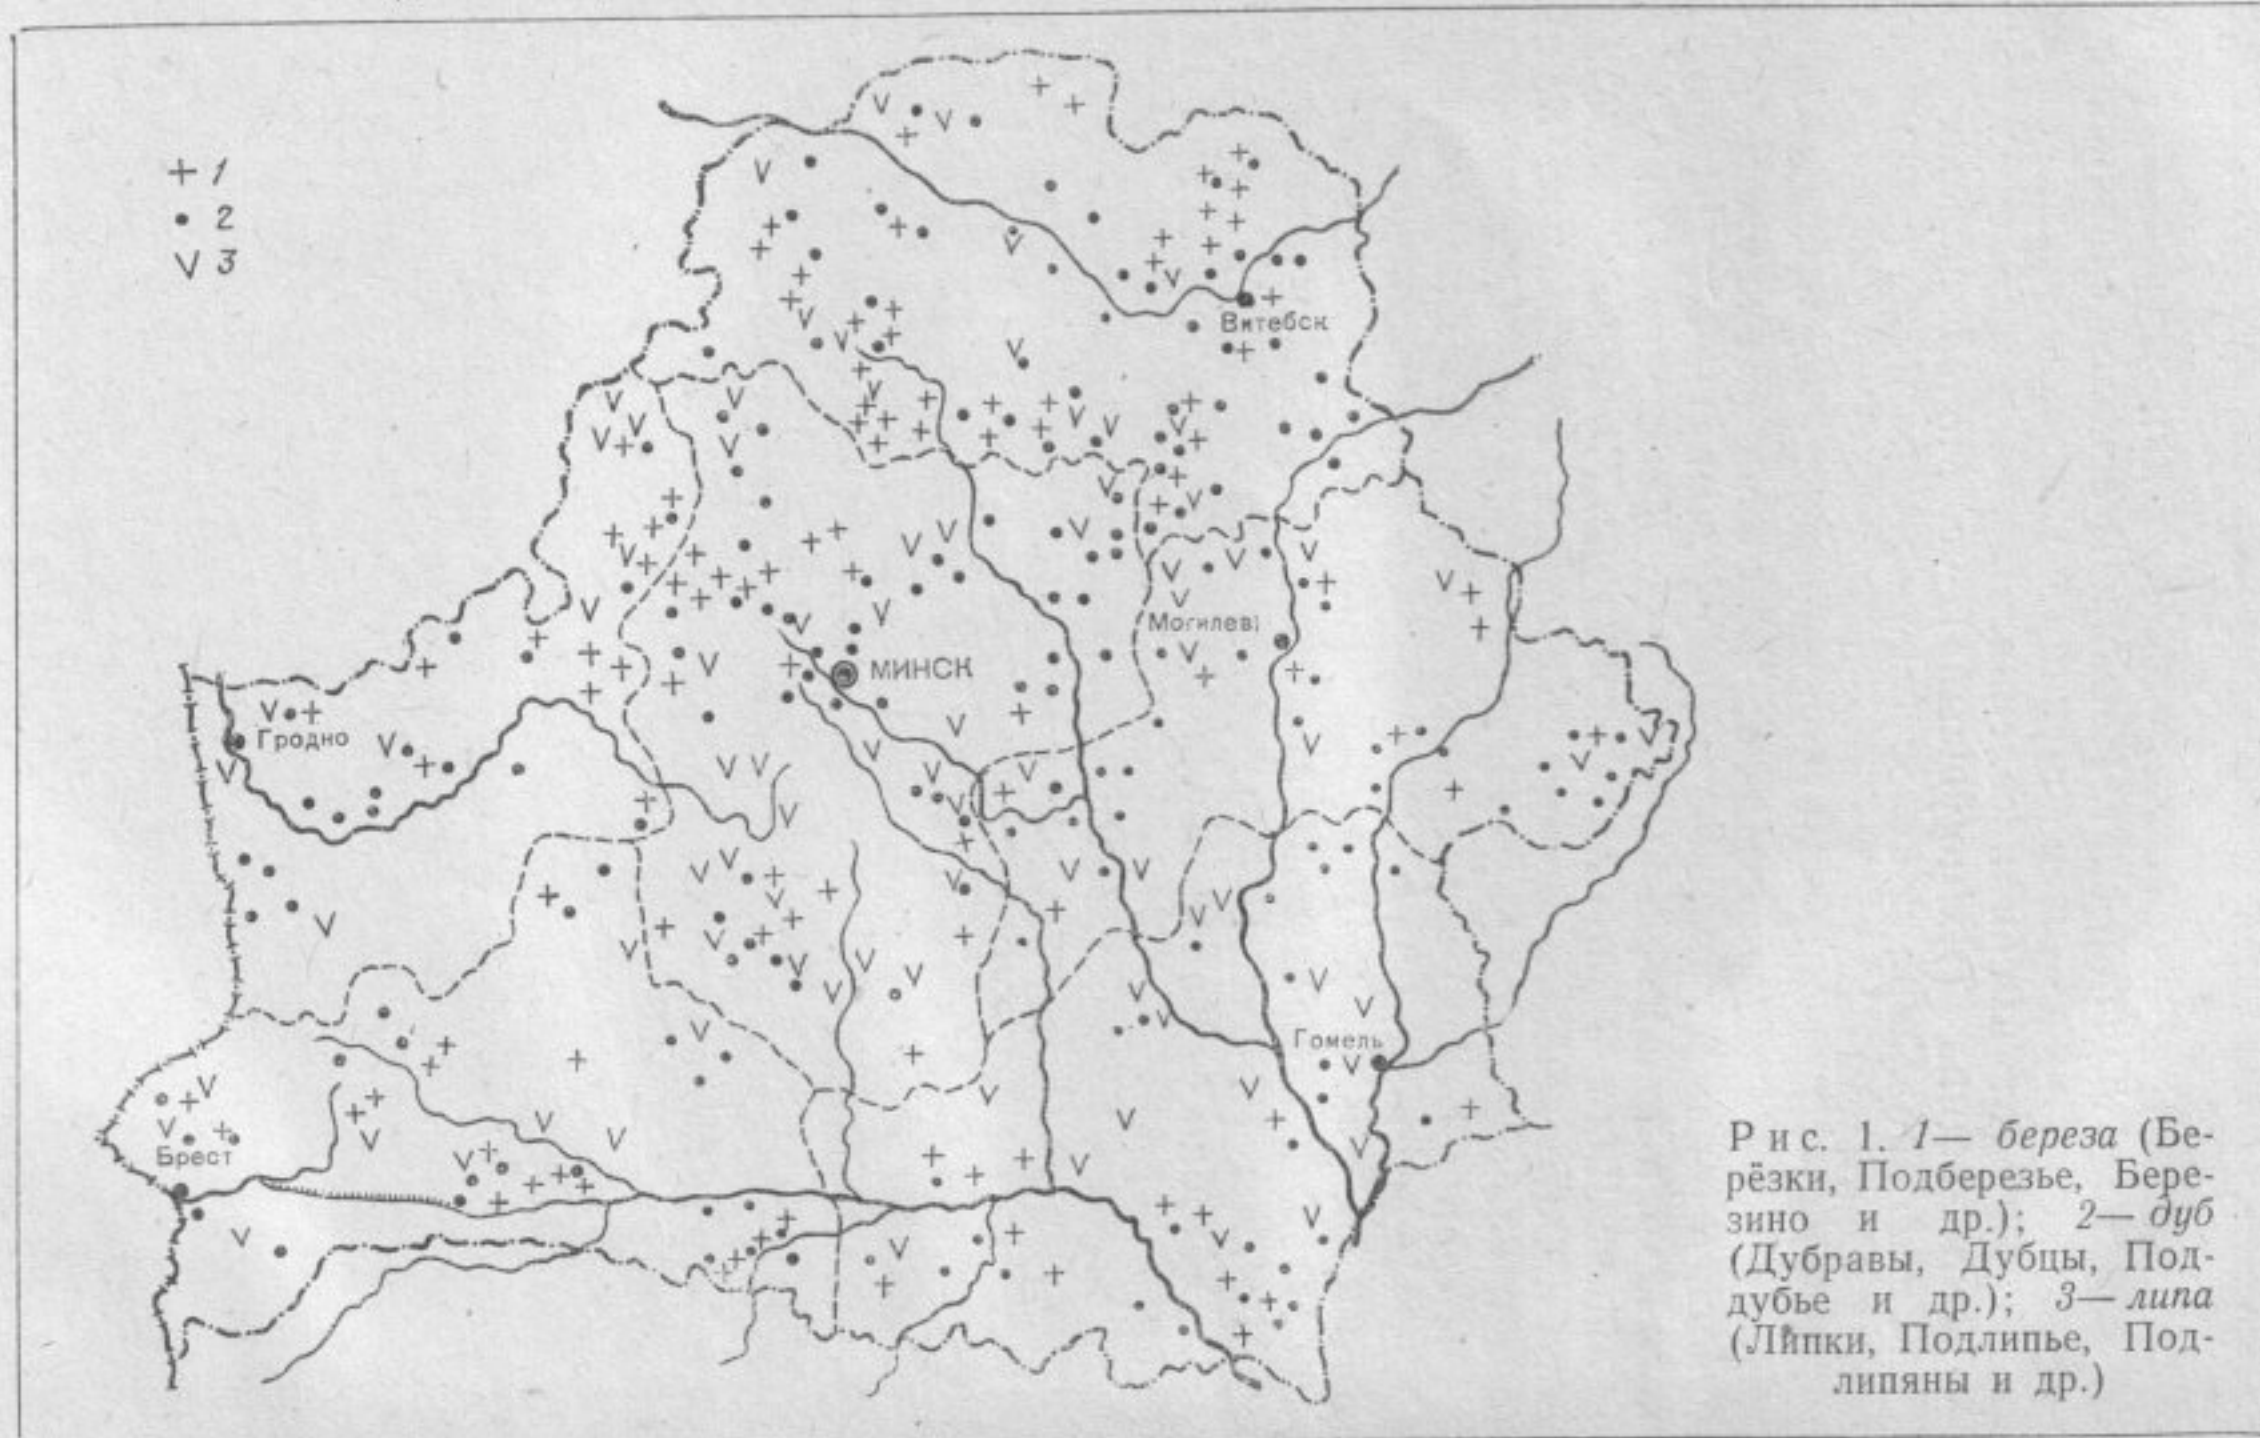 + 1
• 2
V 3
Витебск
Могилев
МИНСК
Гродно
Гомель
Брест
Рис. 1. 1— береза (Бе-
рёзки, Подберезье, Бере-
зино и др.); 2— дуб
(Дубравы, Дубцы, Под-
дубье и др.); 3— липа
(Липки, Подлипье, Под-
липяны и др.)